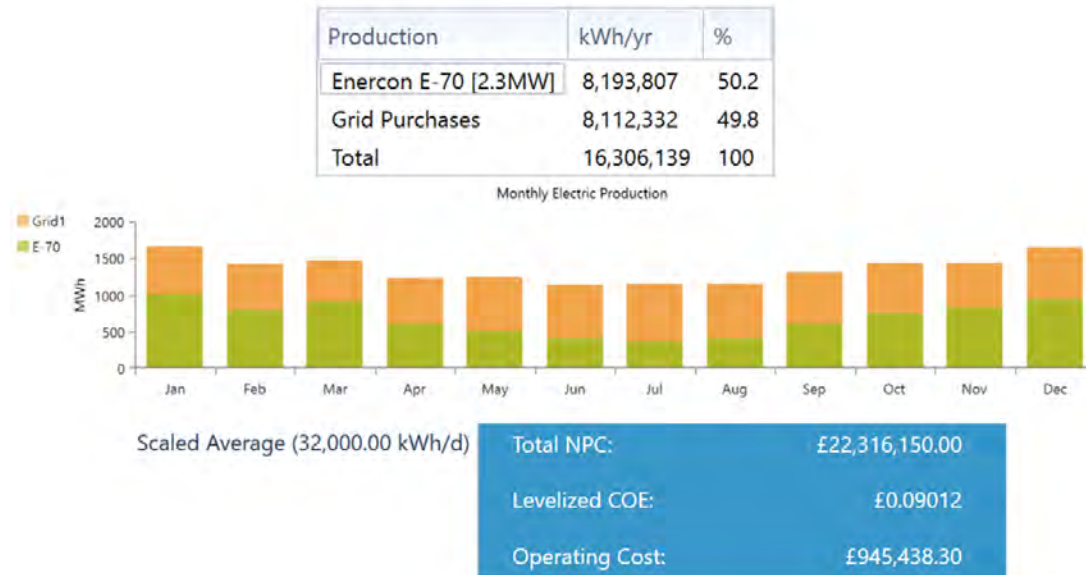 Production kWh/yr %
Enercon E-70 [2.3MW] 8,193,807 50.2
Grid Purchases 8,112,332 49.8
Total 16,306,139 100
Monthly Electric Production
Grid1
E-70
MWh
2000
1500
1000
500
0
Jan Feb Mar Apr May Jun Jul Aug Sep Oct Nov Dec
Scaled Average (32,000.00 kWh/d)
Total NPC: £22,316,150.00
Levelized COE: £0.09012
Operating Cost: £945,438.30